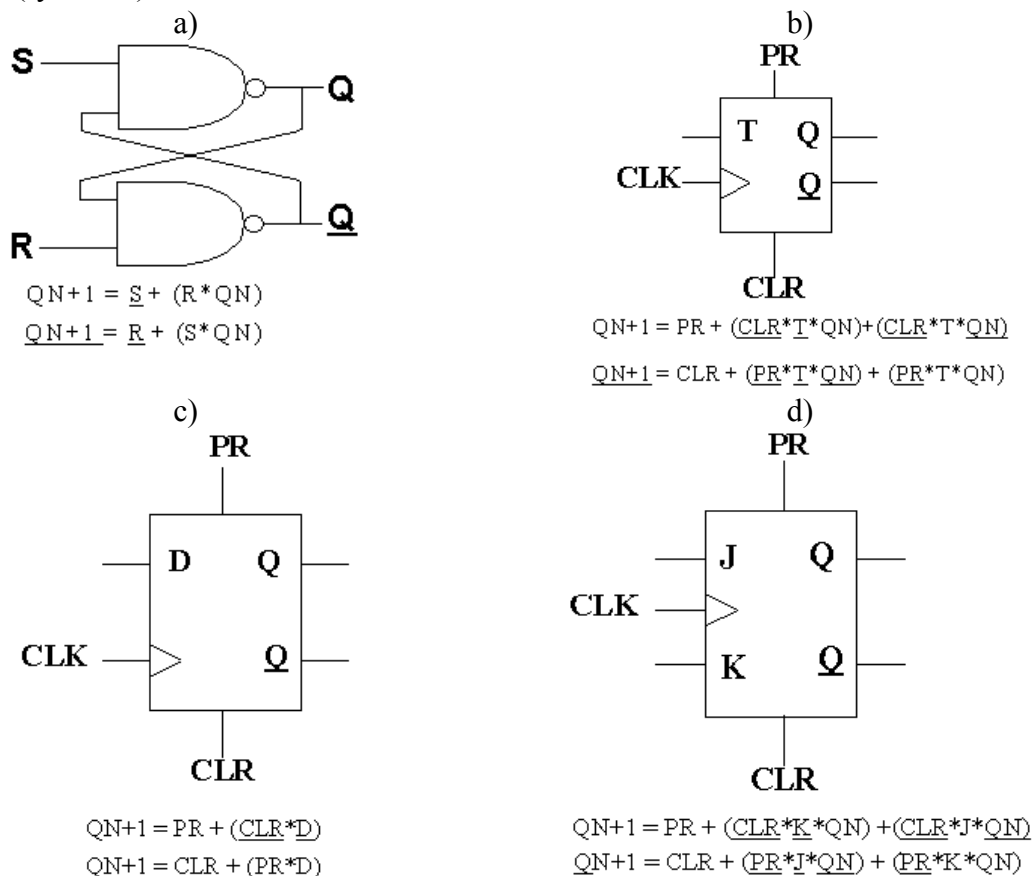 a)
S
Q
R
Q
QN+1 = S + (R*QN)
QN+1 = R + (S*QN)
b)
PR
T Q
CLK
Q
CLR
QN+1 = PR + (CLR*T*QN)+(CLR*T*QN)
QN+1 = CLR + (PR*T*QN) + (PR*T*QN)
c)
PR
D Q
CLK Q
CLR
QN+1 = PR + (CLR*D)
QN+1 = CLR + (PR*D)
d)
PR
J Q
CLK
K Q
CLR
QN+1 = PR + (CLR*K*QN) +(CLR*J*QN)
QN+1 = CLR + (PR*J*QN) + (PR*K*QN)